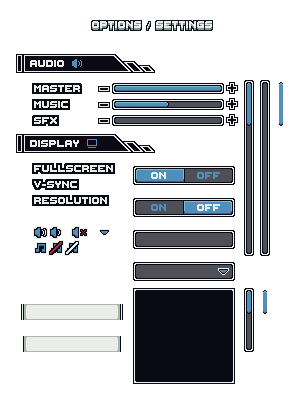 OPTIONS / SETTINGS
AUDIO
MASTER
MUSIC
SFX
DISPLAY
FULLSCREEN
V-SYNC
RESOLUTION
ON OFF
ON OFF